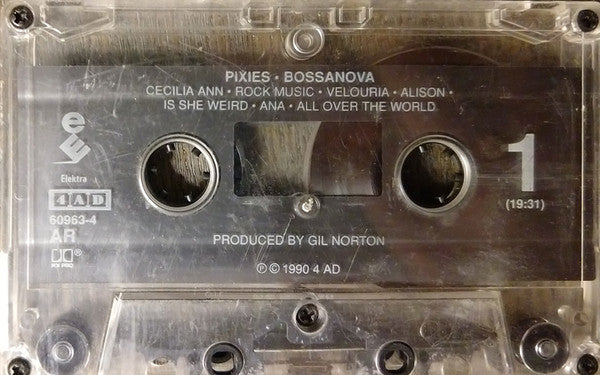 PIXIES • BOSSANOVA
CECILIA ANN • ROCK MUSIC • VELOURIA • ALISON •
IS SHE WEIRD • ANA • ALL OVER THE WORLD
Elektra
4AD
60963-4
AR
1
(19:31)
PRODUCED BY GIL NORTON
℗ © 1990 4 AD